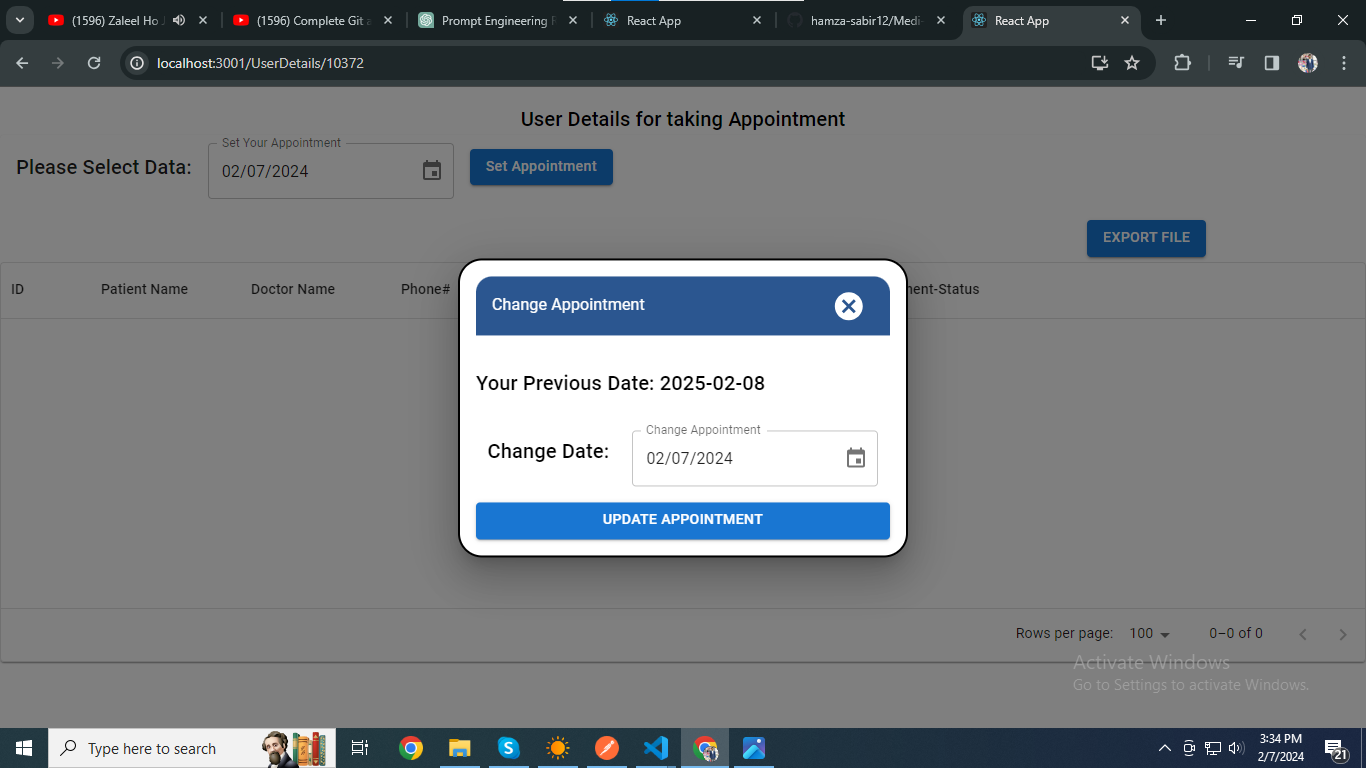 (1596) Zaleel Ho J
(1596) Complete Git a
Prompt Engineering R
React App
hamza-sabir12/Medi-
React App
localhost:3001/UserDetails/10372
User Details for taking Appointment
Please Select Data:
Set Your Appointment
02/07/2024
Set Appointment
EXPORT FILE
ID
Patient Name
Doctor Name
Phone#
ment-Status
Change Appointment
Your Previous Date: 2025-02-08
Change Date:
Change Appointment
02/07/2024
UPDATE APPOINTMENT
Rows per page:
100
0–0 of 0
Activate Windows
Go to Settings to activate Windows.
Type here to search
3:34 PM
2/7/2024
21